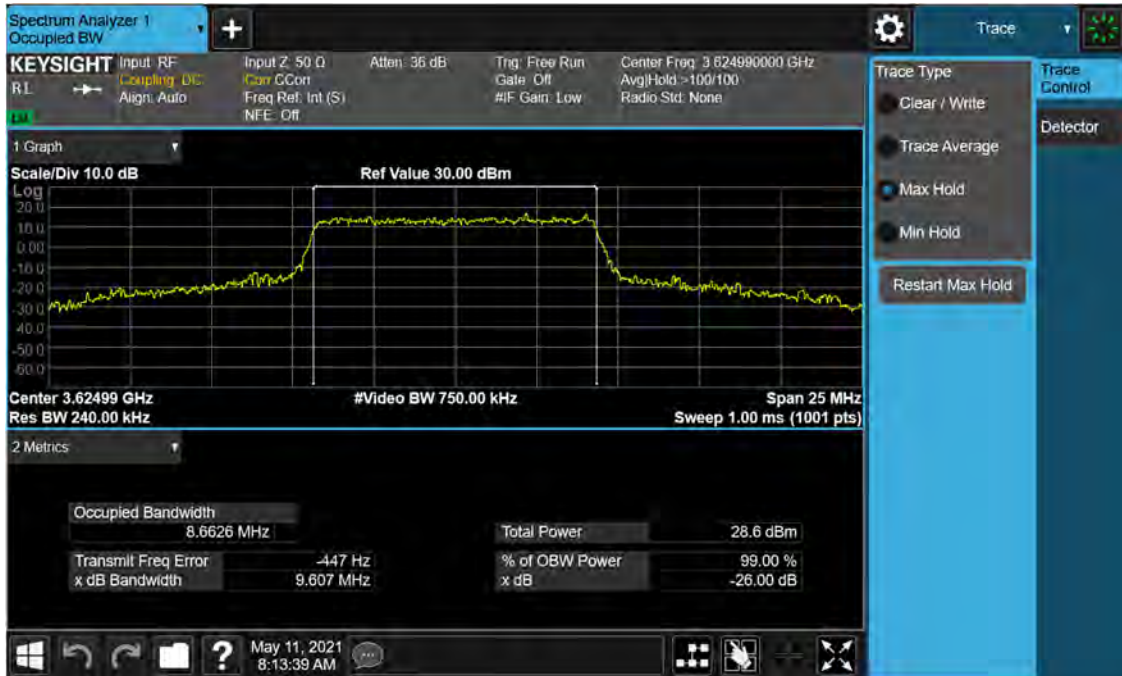 Spectrum Analyzer 1
Occupied BW
Trace
KEYSIGHT
RL
Input: RF
Coupling: DC
Align: Auto
Input Z: 50 Ω
Corr CCorr
Freq Ref: Int (S)
NFE: Off
Atten: 36 dB
Trig: Free Run
Gate: Off
#IF Gain: Low
Center Freq: 3.624990000 GHz
Avg|Hold:>100/100
Radio Std: None
Trace Type
Clear / Write
Trace Average
Max Hold
Min Hold
Restart Max Hold
Trace
Control
Detector
1 Graph
Scale/Div 10.0 dB
Ref Value 30.00 dBm
Log
20.0
10.0
0.00
-10.0
-20.0
-30.0
-40.0
-50.0
-60.0
Center 3.62499 GHz
#Video BW 750.00 kHz
Span 25 MHz
Res BW 240.00 kHz
Sweep 1.00 ms (1001 pts)
2 Metrics
Occupied Bandwidth
8.6626 MHz
Total Power
28.6 dBm
Transmit Freq Error
-447 Hz
% of OBW Power
99.00 %
x dB Bandwidth
9.607 MHz
x dB
-26.00 dB
?
May 11, 2021
8:13:39 AM